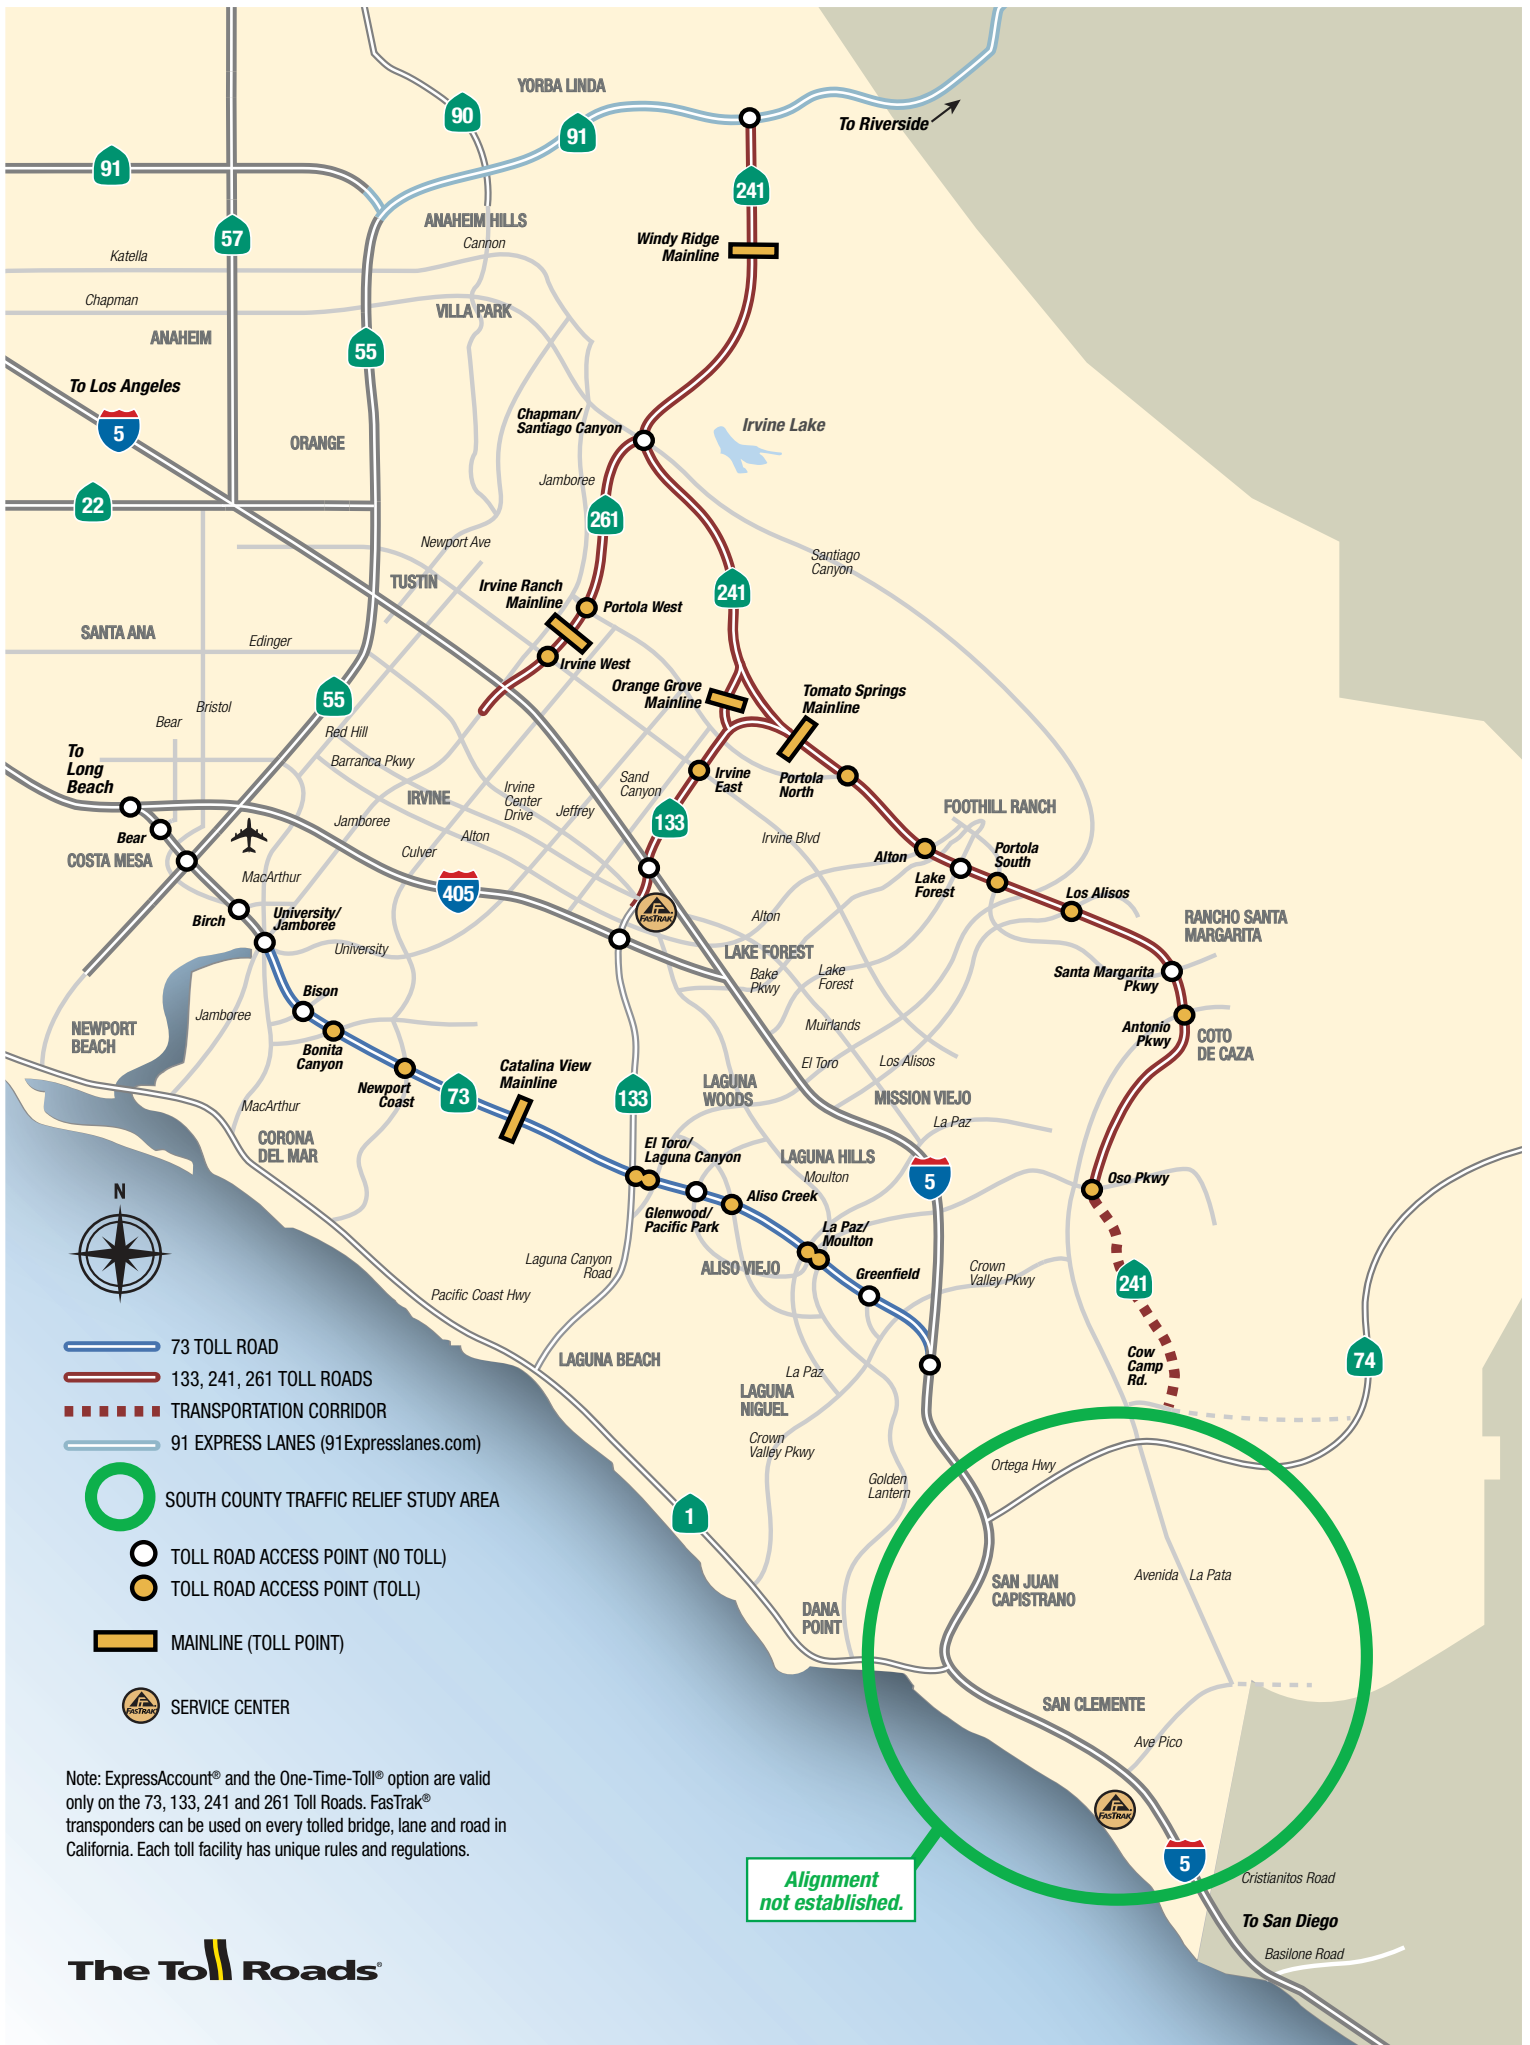 YORBA LINDA
90
91
To Riverside
91
241
57
ANAHEIM HILLS
Cannon
Windy Ridge
Mainline
Katella
Chapman
VILLA PARK
ANAHEIM
55
To Los Angeles
5
Chapman/
Santiago Canyon
Irvine Lake
ORANGE
Jamboree
22
261
Newport Ave
Santiago
Canyon
TUSTIN
241
Irvine Ranch
Mainline
Portola West
SANTA ANA
Edinger
Irvine West
Orange Grove
Mainline
Tomato Springs
Mainline
55
Bristol
Bear
Red Hill
To
Long
Beach
Barranca Pkwy
Sand
Canyon
Irvine
East
Portola
North
IRVINE
Irvine
Center
Drive
Jeffrey
FOOTHILL RANCH
133
Jamboree
Alton
Irvine Blvd
Bear
COSTA MESA
Culver
Alton
Lake
Forest
Portola
South
MacArthur
405
Los Alisos
Birch
University/
Jamboree
FASTRAK
Alton
RANCHO SANTA
MARGARITA
University
LAKE FOREST
Bake
Pkwy
Lake
Forest
Santa Margarita
Pkwy
Bison
Jamboree
NEWPORT
BEACH
Muirlands
Antonio
Pkwy
COTO
DE CAZA
Bonita
Canyon
El Toro
Los Alisos
Newport
Coast
73
Catalina View
Mainline
133
LAGUNA
WOODS
MISSION VIEJO
MacArthur
La Paz
CORONA
DEL MAR
El Toro/
Laguna Canyon
LAGUNA HILLS
Moulton
5
Oso Pkwy
N
Glenwood/
Pacific Park
Aliso Creek
La Paz/
Moulton
Laguna Canyon
Road
ALISO VIEJO
Greenfield
Crown
Valley Pkwy
241
Pacific Coast Hwy
73 TOLL ROAD
133, 241, 261 TOLL ROADS
TRANSPORTATION CORRIDOR
91 EXPRESS LANES (91Expresslanes.com)
SOUTH COUNTY TRAFFIC RELIEF STUDY AREA
TOLL ROAD ACCESS POINT (NO TOLL)
TOLL ROAD ACCESS POINT (TOLL)
MAINLINE (TOLL POINT)
FASTRAK
SERVICE CENTER
LAGUNA BEACH
La Paz
LAGUNA
NIGUEL
Cow
Camp
Rd.
74
Crown
Valley Pkwy
Golden
Lantern
Ortega Hwy
1
SAN JUAN
CAPISTRANO
Avenida La Pata
DANA
POINT
SAN CLEMENTE
Ave Pico
FASTRAK
5
Note: ExpressAccount® and the One-Time-Toll® option are valid
only on the 73, 133, 241 and 261 Toll Roads. FasTrak®
transponders can be used on every tolled bridge, lane and road in
California. Each toll facility has unique rules and regulations.
Alignment
not established.
Cristianitos Road
To San Diego
Basilone Road
The Toll Roads®